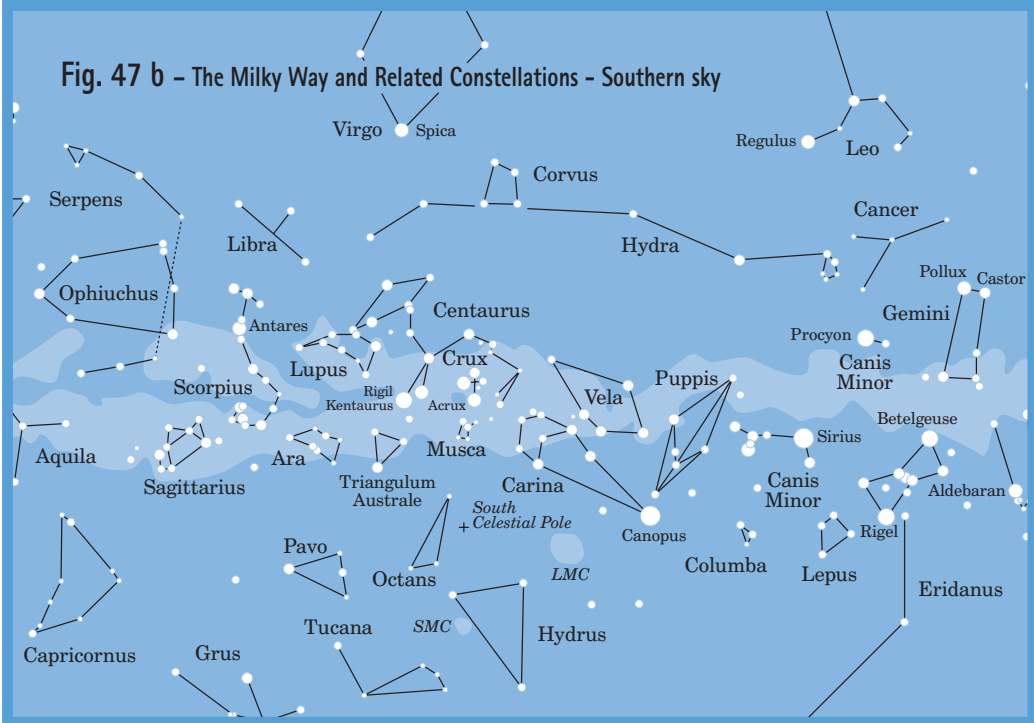 Fig. 47 b – The Milky Way and Related Constellations - Southern sky
Virgo
Spica
Regulus
Leo
Corvus
Serpens
Cancer
Libra
Hydra
Pollux
Castor
Ophiuchus
Antares
Centaurus
Gemini
Procyon
Canis
Minor
Lupus
Crux
Scorpius
Rigil
Kentaurus
Acrux
Vela
Puppis
Betelgeuse
Sirius
Aquila
Ara
Musca
Sagittarius
Triangulum
Australe
Carina
Canis
Minor
Aldebaran
South
Celestial Pole
Canopus
Rigel
Pavo
Octans
LMC
Columba
Lepus
Eridanus
Tucana
SMC
Hydrus
Capricornus
Grus